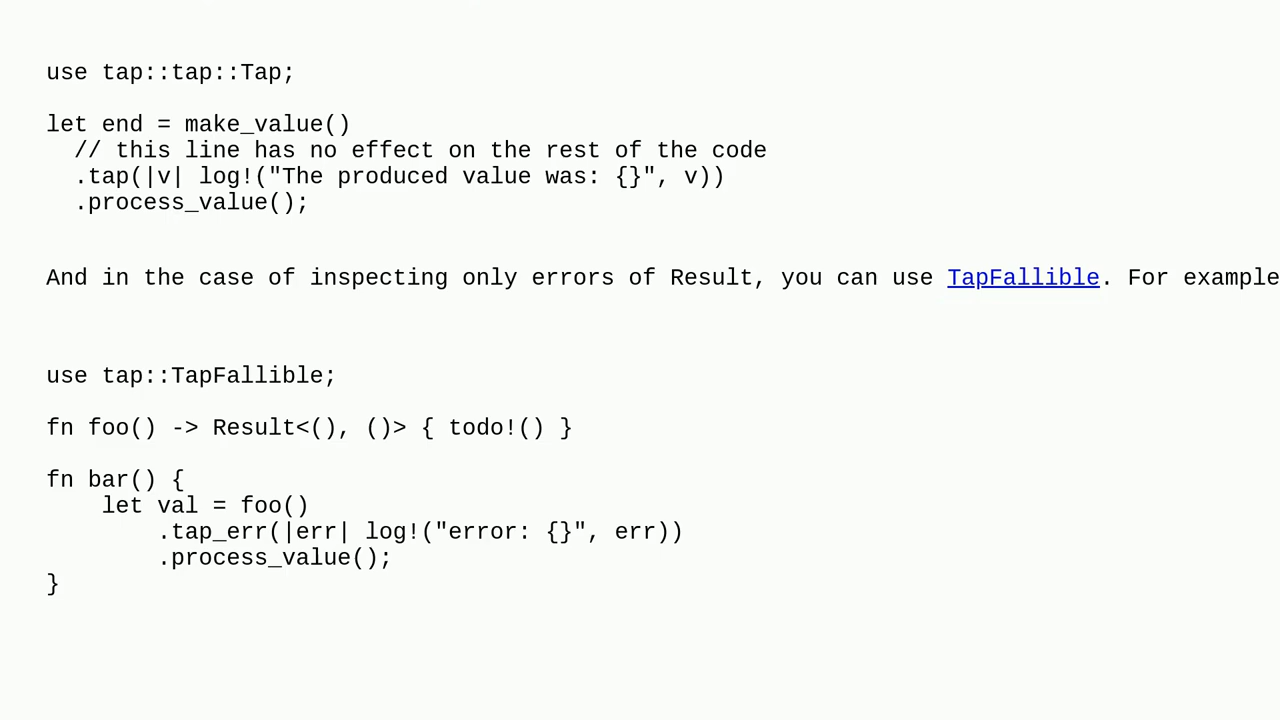 use tap::tap::Tap;
let end = make_value()
  // this line has no effect on the rest of the code
  .tap(|v| log!("The produced value was: {}", v))
  .process_value();
And in the case of inspecting only errors of Result, you can use TapFallible. For example
use tap::TapFallible;
fn foo() -> Result<(), ()> { todo!() }
fn bar() {
    let val = foo()
        .tap_err(|err| log!("error: {}", err))
        .process_value();
}